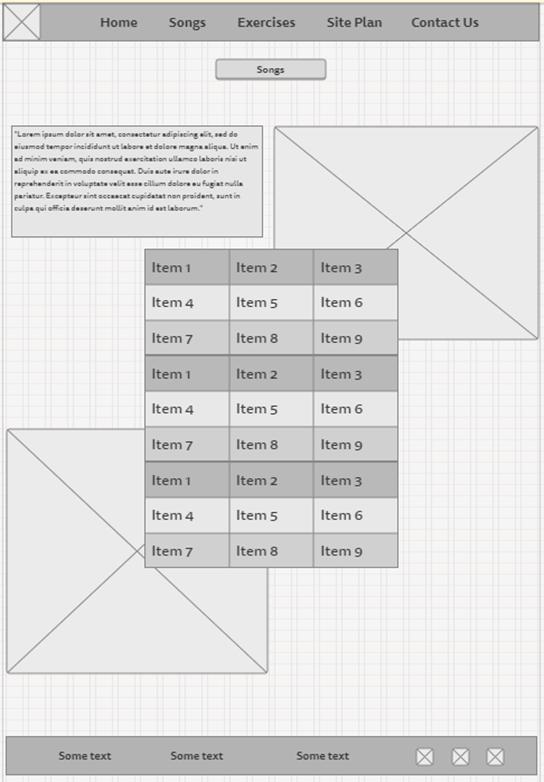 Home Songs Exercises Site Plan Contact Us
Songs
"Lorem ipsum dolor sit amet, consectetur adipiscing elit, sed do
eiusmod tempor incididunt ut labore et dolore magna aliqua. Ut enim
ad minim veniam, quis nostrud exercitation ullamco laboris nisi ut
aliquip ex ea commodo consequat. Duis aute irure dolor in
reprehenderit in voluptate velit esse cillum dolore eu fugiat nulla
pariatur. Excepteur sint occaecat cupidatat non proident, sunt in
culpa qui officia deserunt mollit anim id est laborum."
Item 1 Item 2 Item 3
Item 4 Item 5 Item 6
Item 7 Item 8 Item 9
Item 1 Item 2 Item 3
Item 4 Item 5 Item 6
Item 7 Item 8 Item 9
Item 1 Item 2 Item 3
Item 4 Item 5 Item 6
Item 7 Item 8 Item 9
Some text Some text Some text